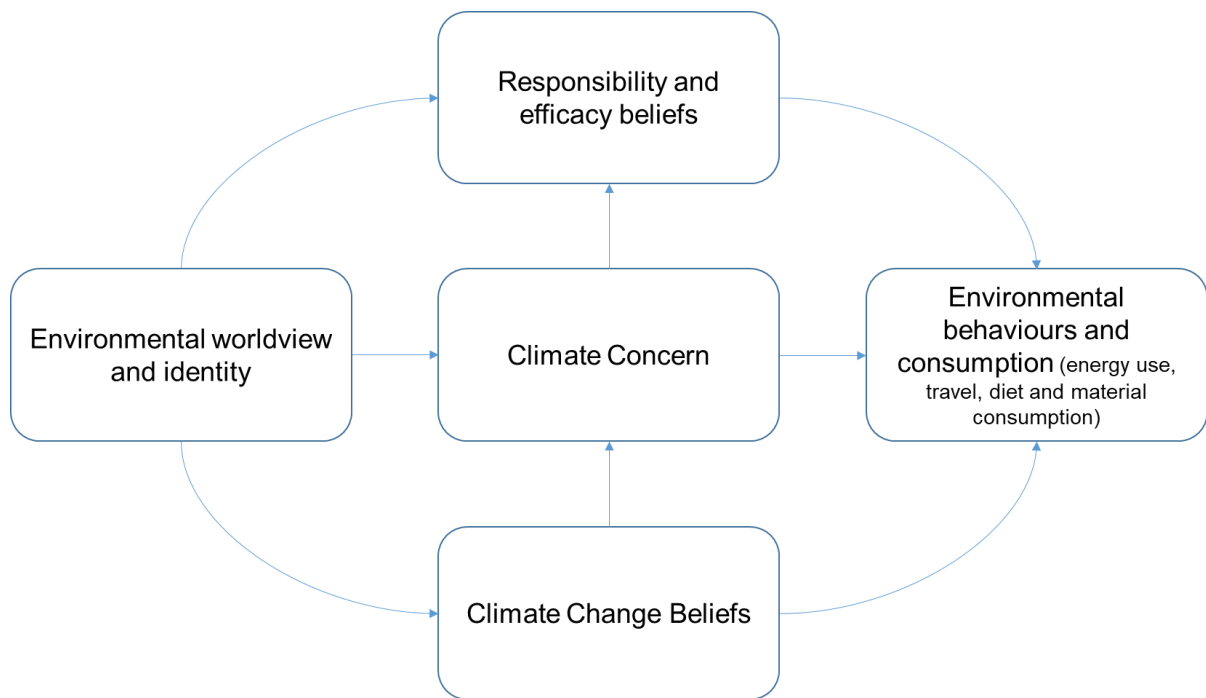 Responsibility and
efficacy beliefs
Environmental worldview
and identity
Climate Concern
Environmental
behaviours and
consumption (energy use,
travel, diet and material
consumption)
Climate Change Beliefs